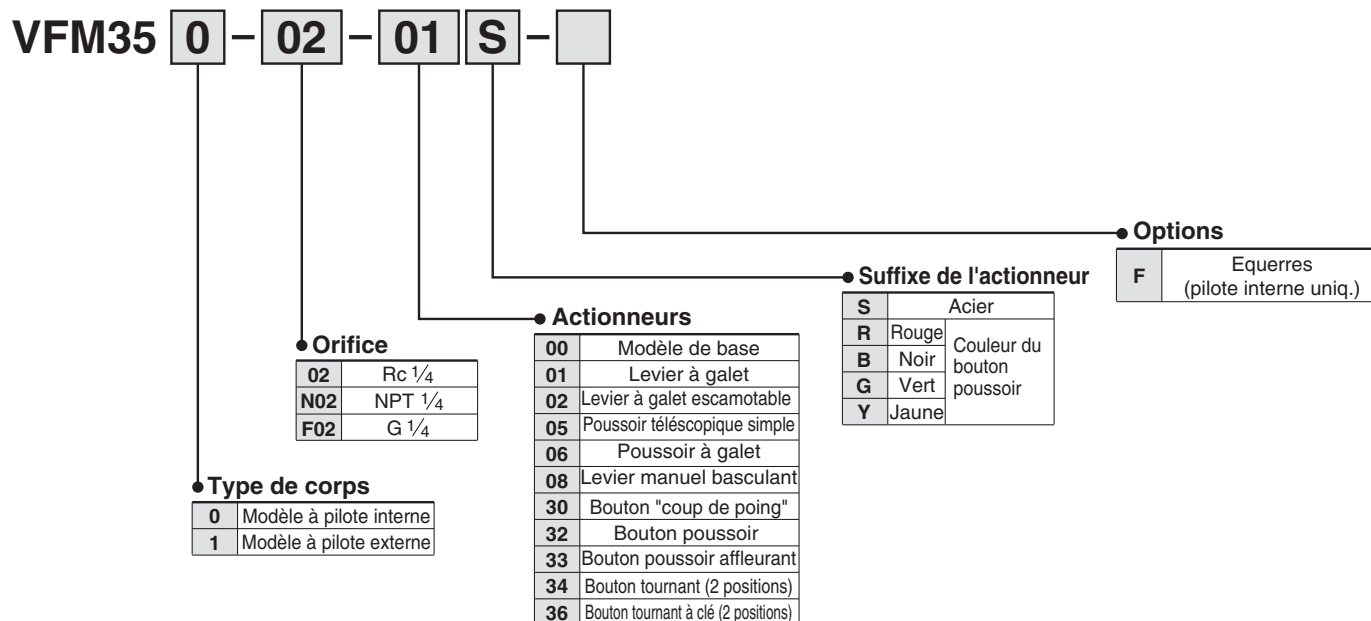 VFM35 0 - 02 - 01 S -
Options
F Equerres (pilote interne uniq.)
Suffixe de l'actionneur
S Acier
R Rouge
B Noir
G Vert
Y Jaune
Couleur du bouton poussoir
Actionneurs
00 Modèle de base
01 Levier à galet
02 Levier à galet escamotable
05 Poussoir téléscopique simple
06 Poussoir à galet
08 Levier manuel basculant
30 Bouton "coup de poing"
32 Bouton poussoir
33 Bouton poussoir affleurant
34 Bouton tournant (2 positions)
36 Bouton tournant à clé (2 positions)
Orifice
02 Rc 1/4
N02 NPT 1/4
F02 G 1/4
Type de corps
0 Modèle à pilote interne
1 Modèle à pilote externe